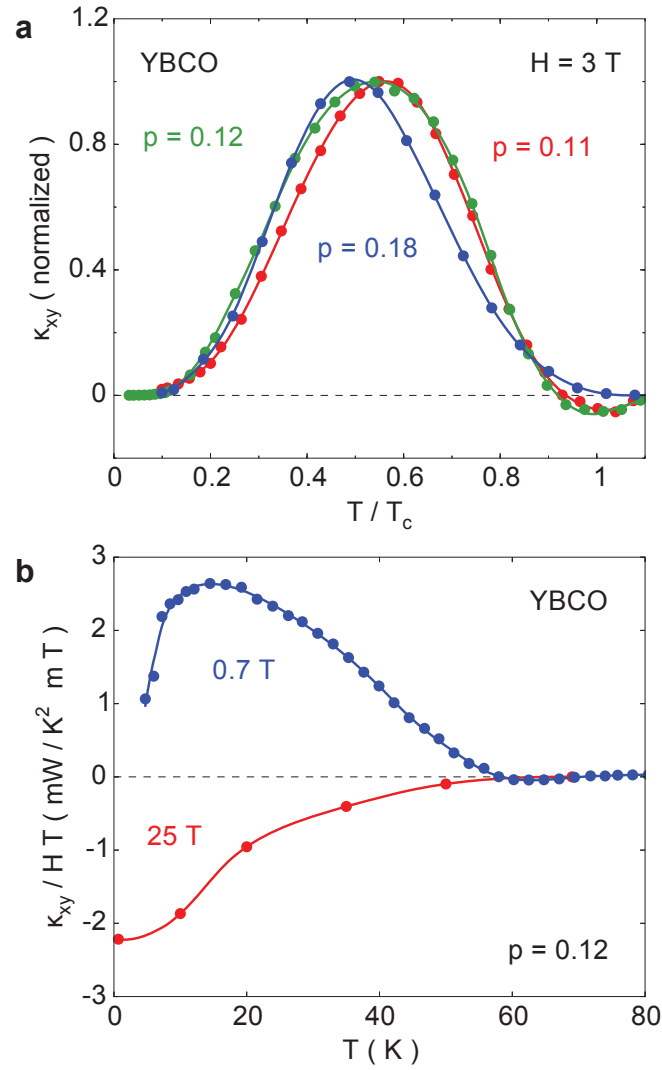 a
YBCO
H = 3 T
p = 0.12
p = 0.11
p = 0.18
κxy ( normalized )
1.2
0.8
0.4
0
0 0.2 0.4 0.6 0.8 1
T / Tc
b
YBCO
0.7 T
25 T
p = 0.12
κxy / H T ( mW / K² m T )
3
2
1
0
-1
-2
-3
0 20 40 60 80
T ( K )